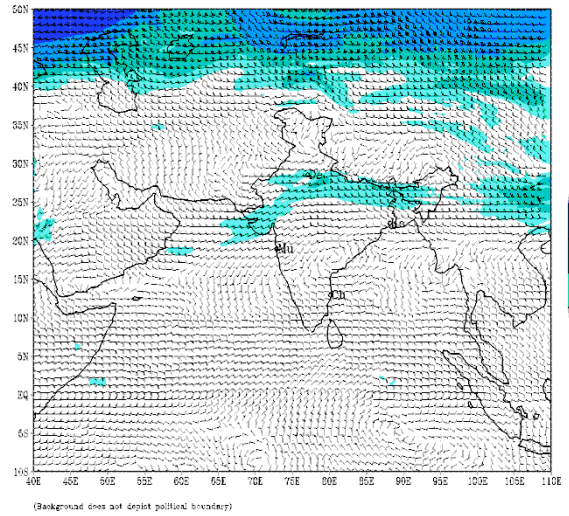 50N
45N
40N
35N
30N
25N
20N
15N
10N
5N
EQ
5S
10S
40E 45E 50E 55E 60E 65E 70E 75E 80E 85E 90E 95E 100E 105E 110E
De
Mu
Ch
(Background does not depict political boundary)